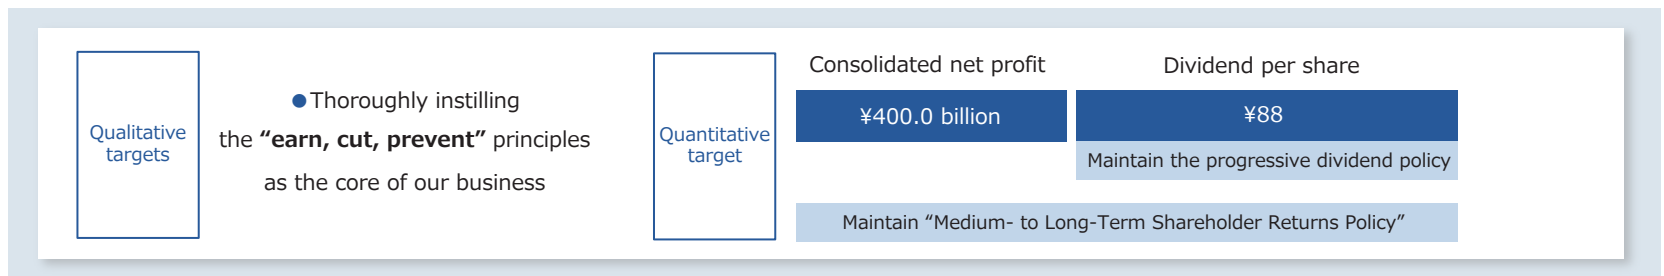 Qualitative
targets
●Thoroughly instilling
the “earn, cut, prevent” principles
as the core of our business
Quantitative
target
Consolidated net profit
¥400.0 billion
Dividend per share
¥88
Maintain the progressive dividend policy
Maintain “Medium- to Long-Term Shareholder Returns Policy”